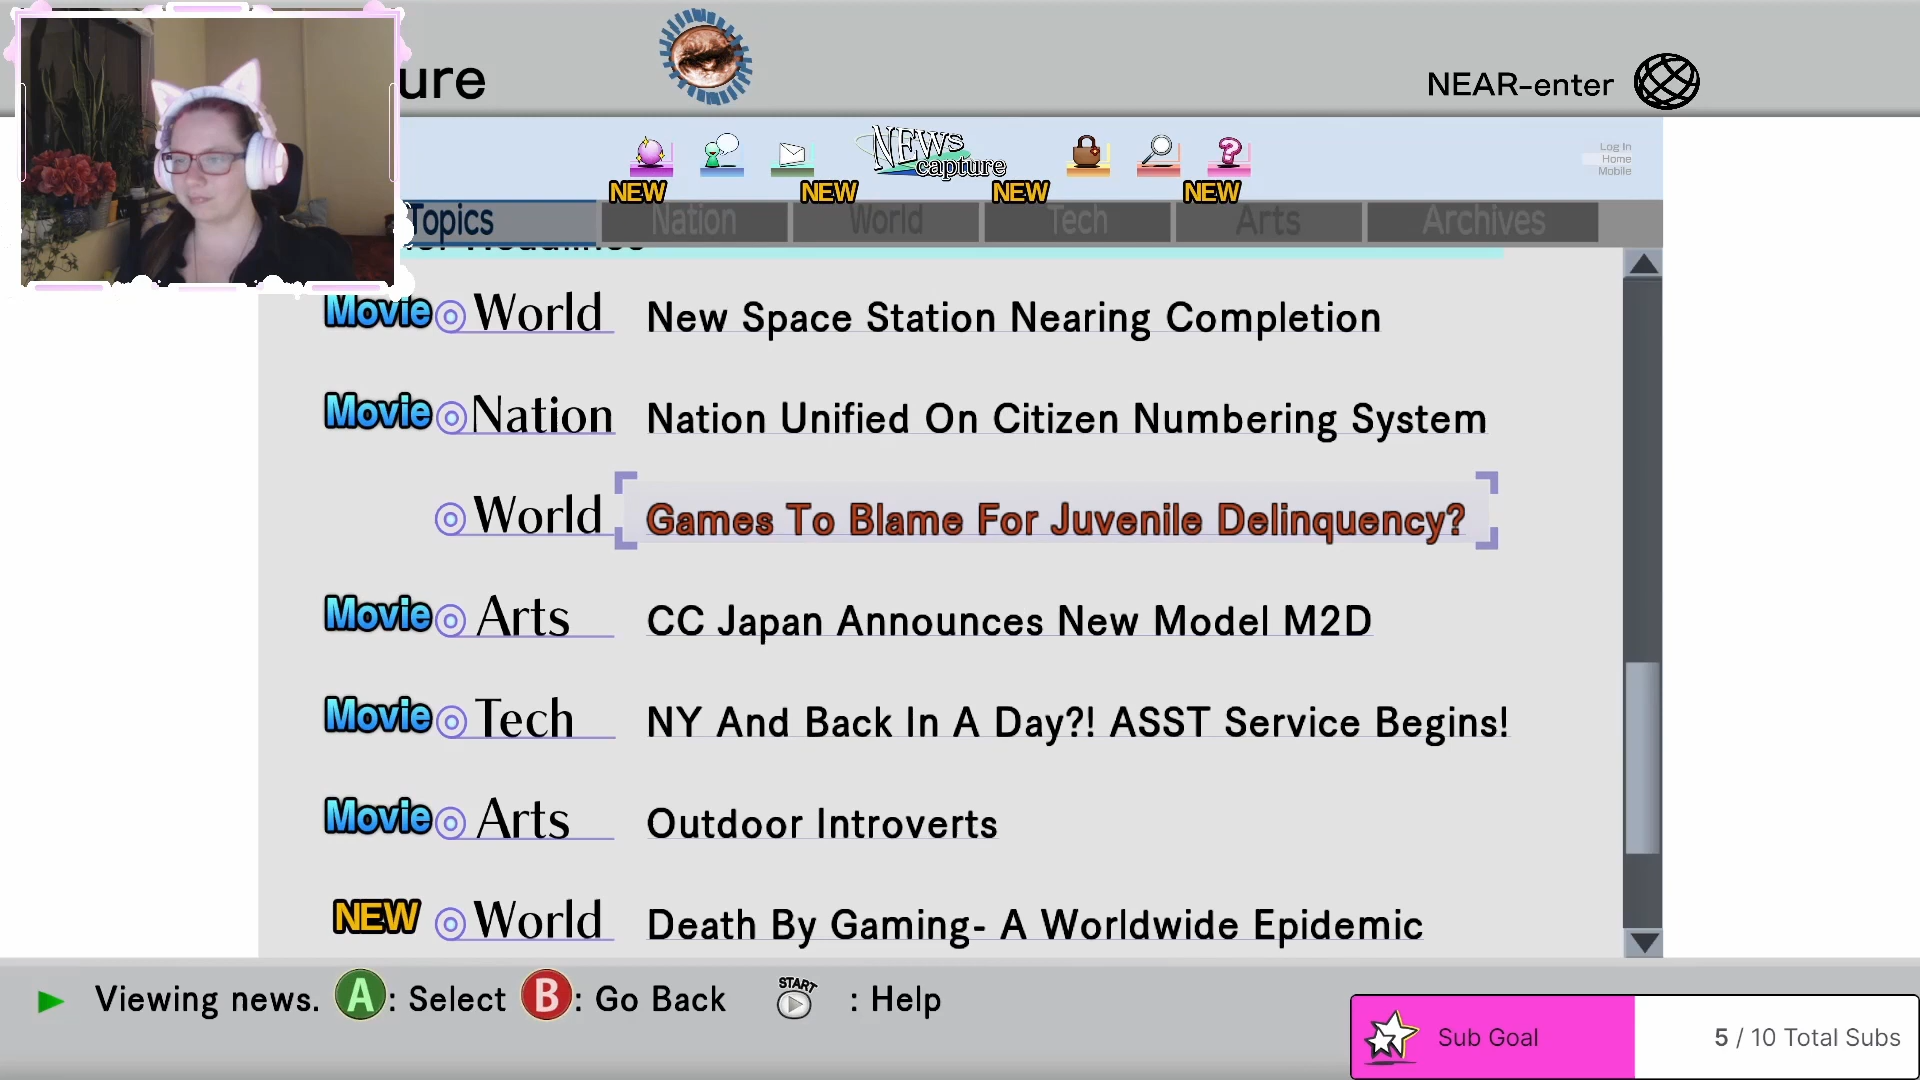 ure
NEAR-enter
NEWS
capture
Log In
Home
Mobile
NEW NEW NEW NEW
Topics Nation World Tech Arts Archives
Headlines
Movie World New Space Station Nearing Completion
Movie Nation Nation Unified On Citizen Numbering System
World Games To Blame For Juvenile Delinquency?
Movie Arts CC Japan Announces New Model M2D
Movie Tech NY And Back In A Day?! ASST Service Begins!
Movie Arts Outdoor Introverts
NEW World Death By Gaming- A Worldwide Epidemic
Viewing news. A : Select B : Go Back START : Help
Sub Goal 5 / 10 Total Subs